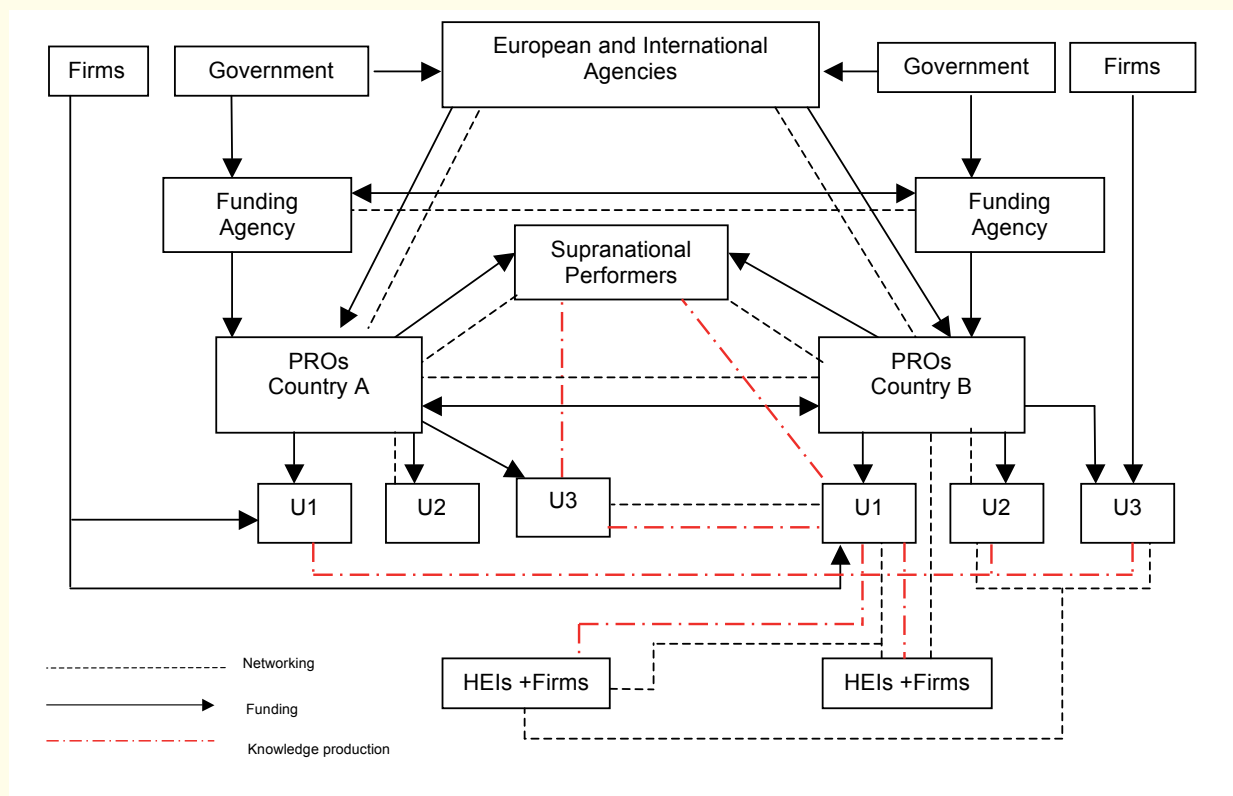 Firms
Government
European and International
Agencies
Government
Firms
Funding
Agency
Funding
Agency
Supranational
Performers
PROs
Country A
PROs
Country B
U1
U2
U3
U1
U2
U3
HEIs +Firms
HEIs +Firms
Networking
Funding
Knowledge production